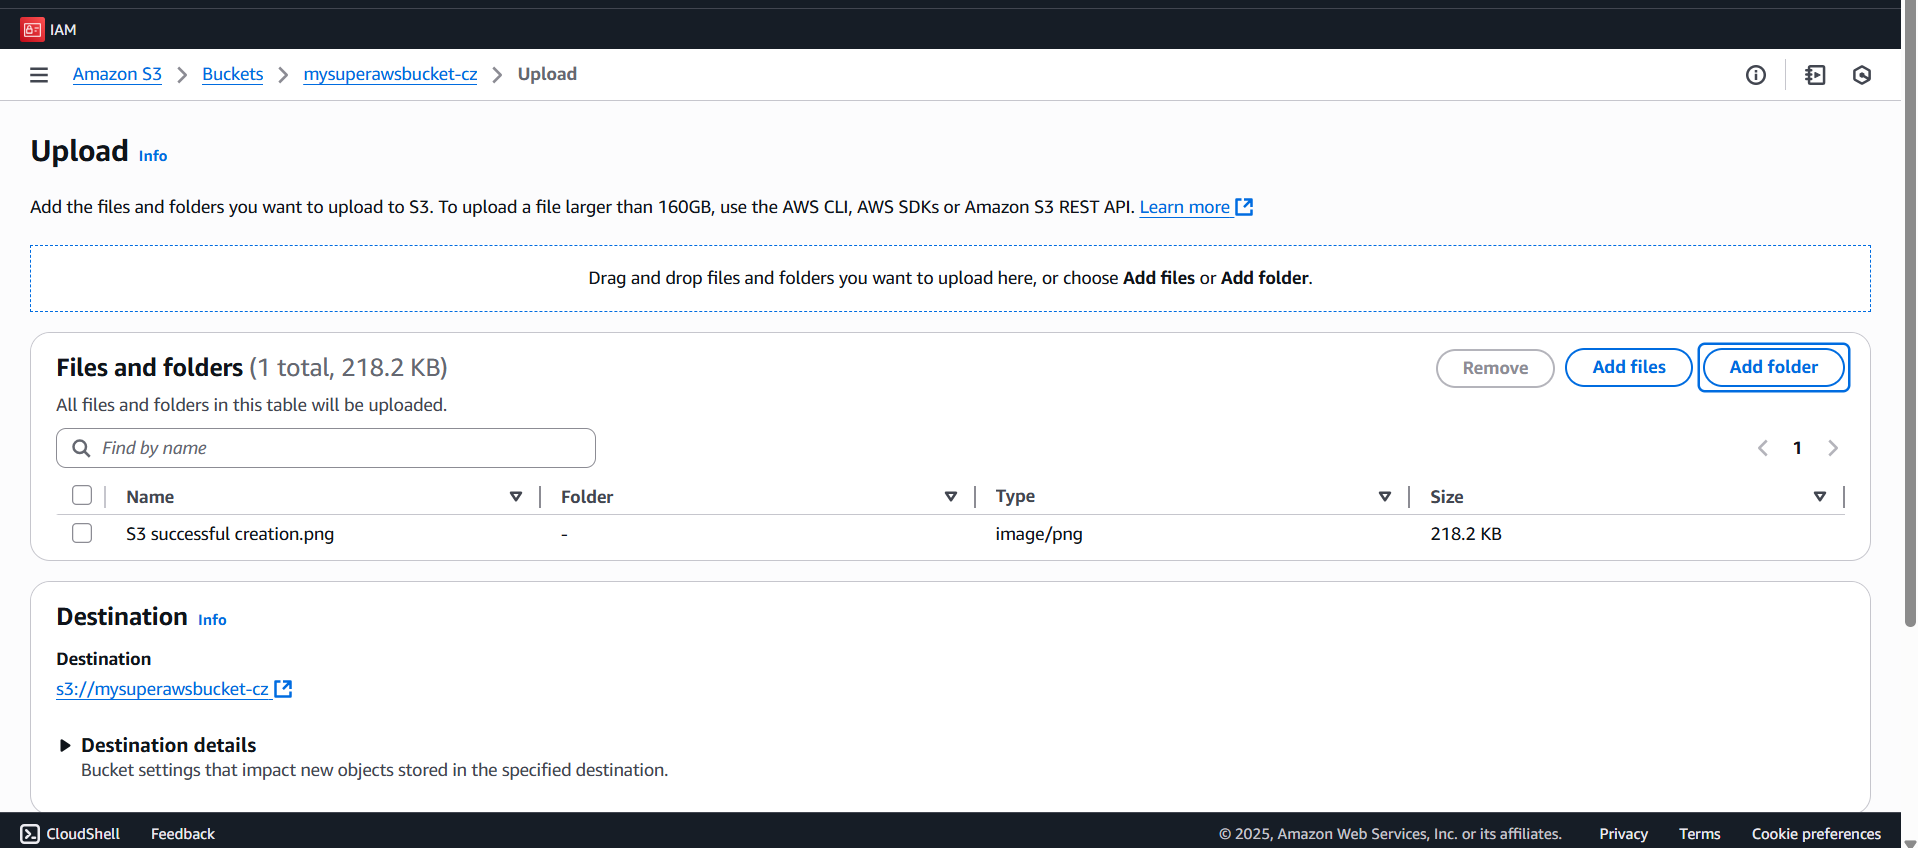 IAM
Amazon S3 > Buckets > mysuperawsbucket-cz > Upload
Upload Info
Add the files and folders you want to upload to S3. To upload a file larger than 160GB, use the AWS CLI, AWS SDKs or Amazon S3 REST API. Learn more
Drag and drop files and folders you want to upload here, or choose Add files or Add folder.
Files and folders (1 total, 218.2 KB)
Remove Add files Add folder
All files and folders in this table will be uploaded.
Find by name
1
Name Folder Type Size
S3 successful creation.png - image/png 218.2 KB
Destination Info
Destination
s3://mysuperawsbucket-cz
Destination details
Bucket settings that impact new objects stored in the specified destination.
CloudShell Feedback © 2025, Amazon Web Services, Inc. or its affiliates. Privacy Terms Cookie preferences